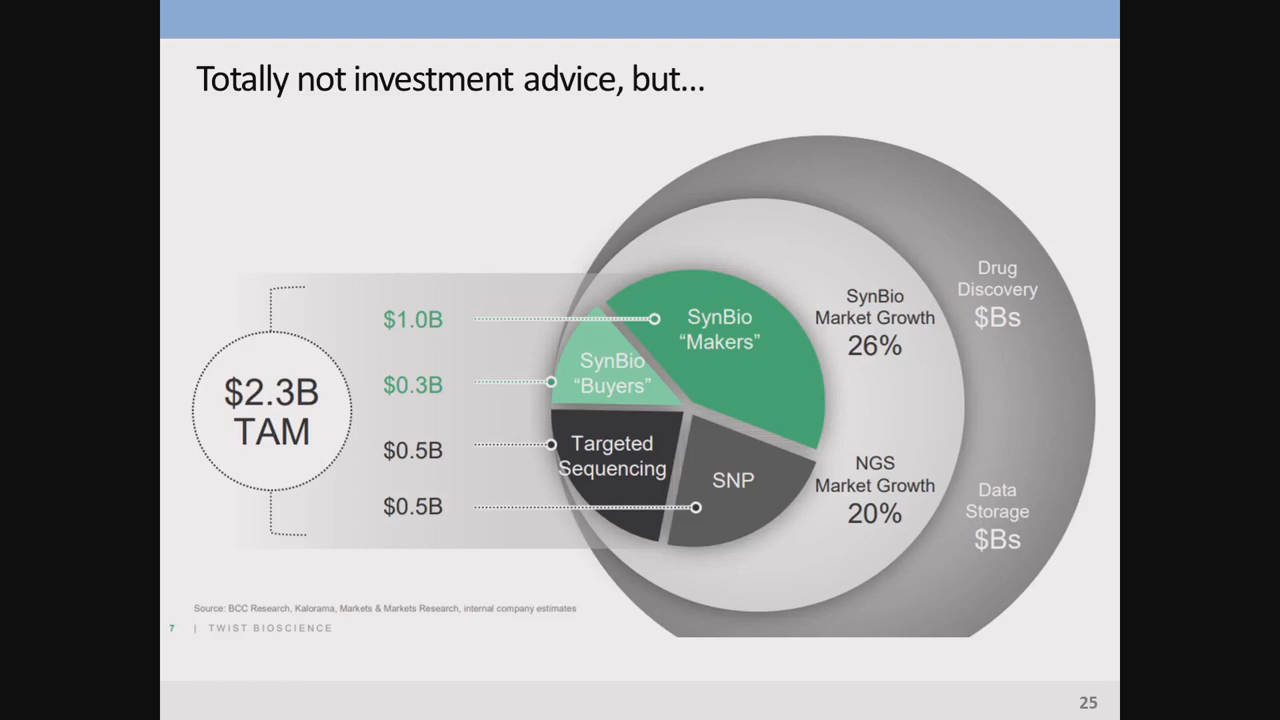 Totally not investment advice, but...
$2.3B
TAM
$1.0B
$0.3B
$0.5B
$0.5B
SynBio
“Makers”
SynBio
“Buyers”
Targeted
Sequencing
SNP
SynBio
Market Growth
26%
NGS
Market Growth
20%
Drug
Discovery
$Bs
Data
Storage
$Bs
Source: BCC Research, Kalorama, Markets & Markets Research, internal company estimates
7 | TWIST BIOSCIENCE
25